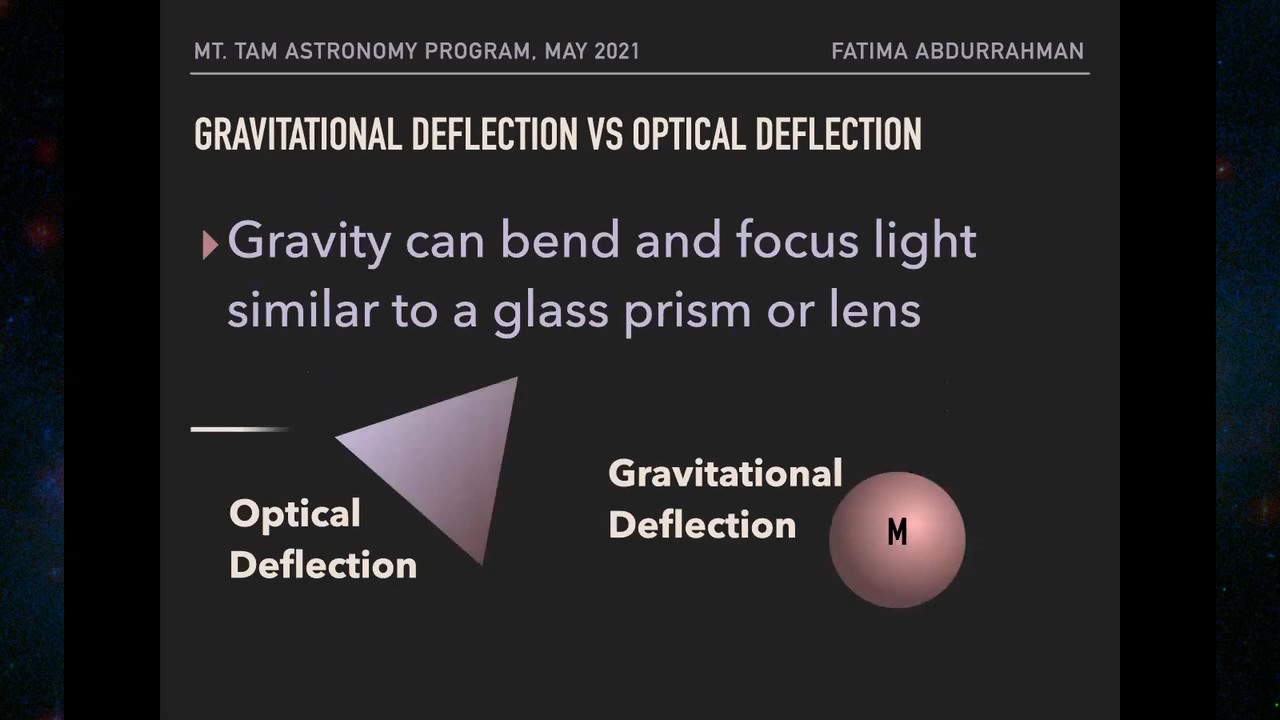 MT. TAM ASTRONOMY PROGRAM, MAY 2021
FATIMA ABDURRAHMAN
GRAVITATIONAL DEFLECTION VS OPTICAL DEFLECTION
Gravity can bend and focus light
similar to a glass prism or lens
Optical
Deflection
Gravitational
Deflection
M